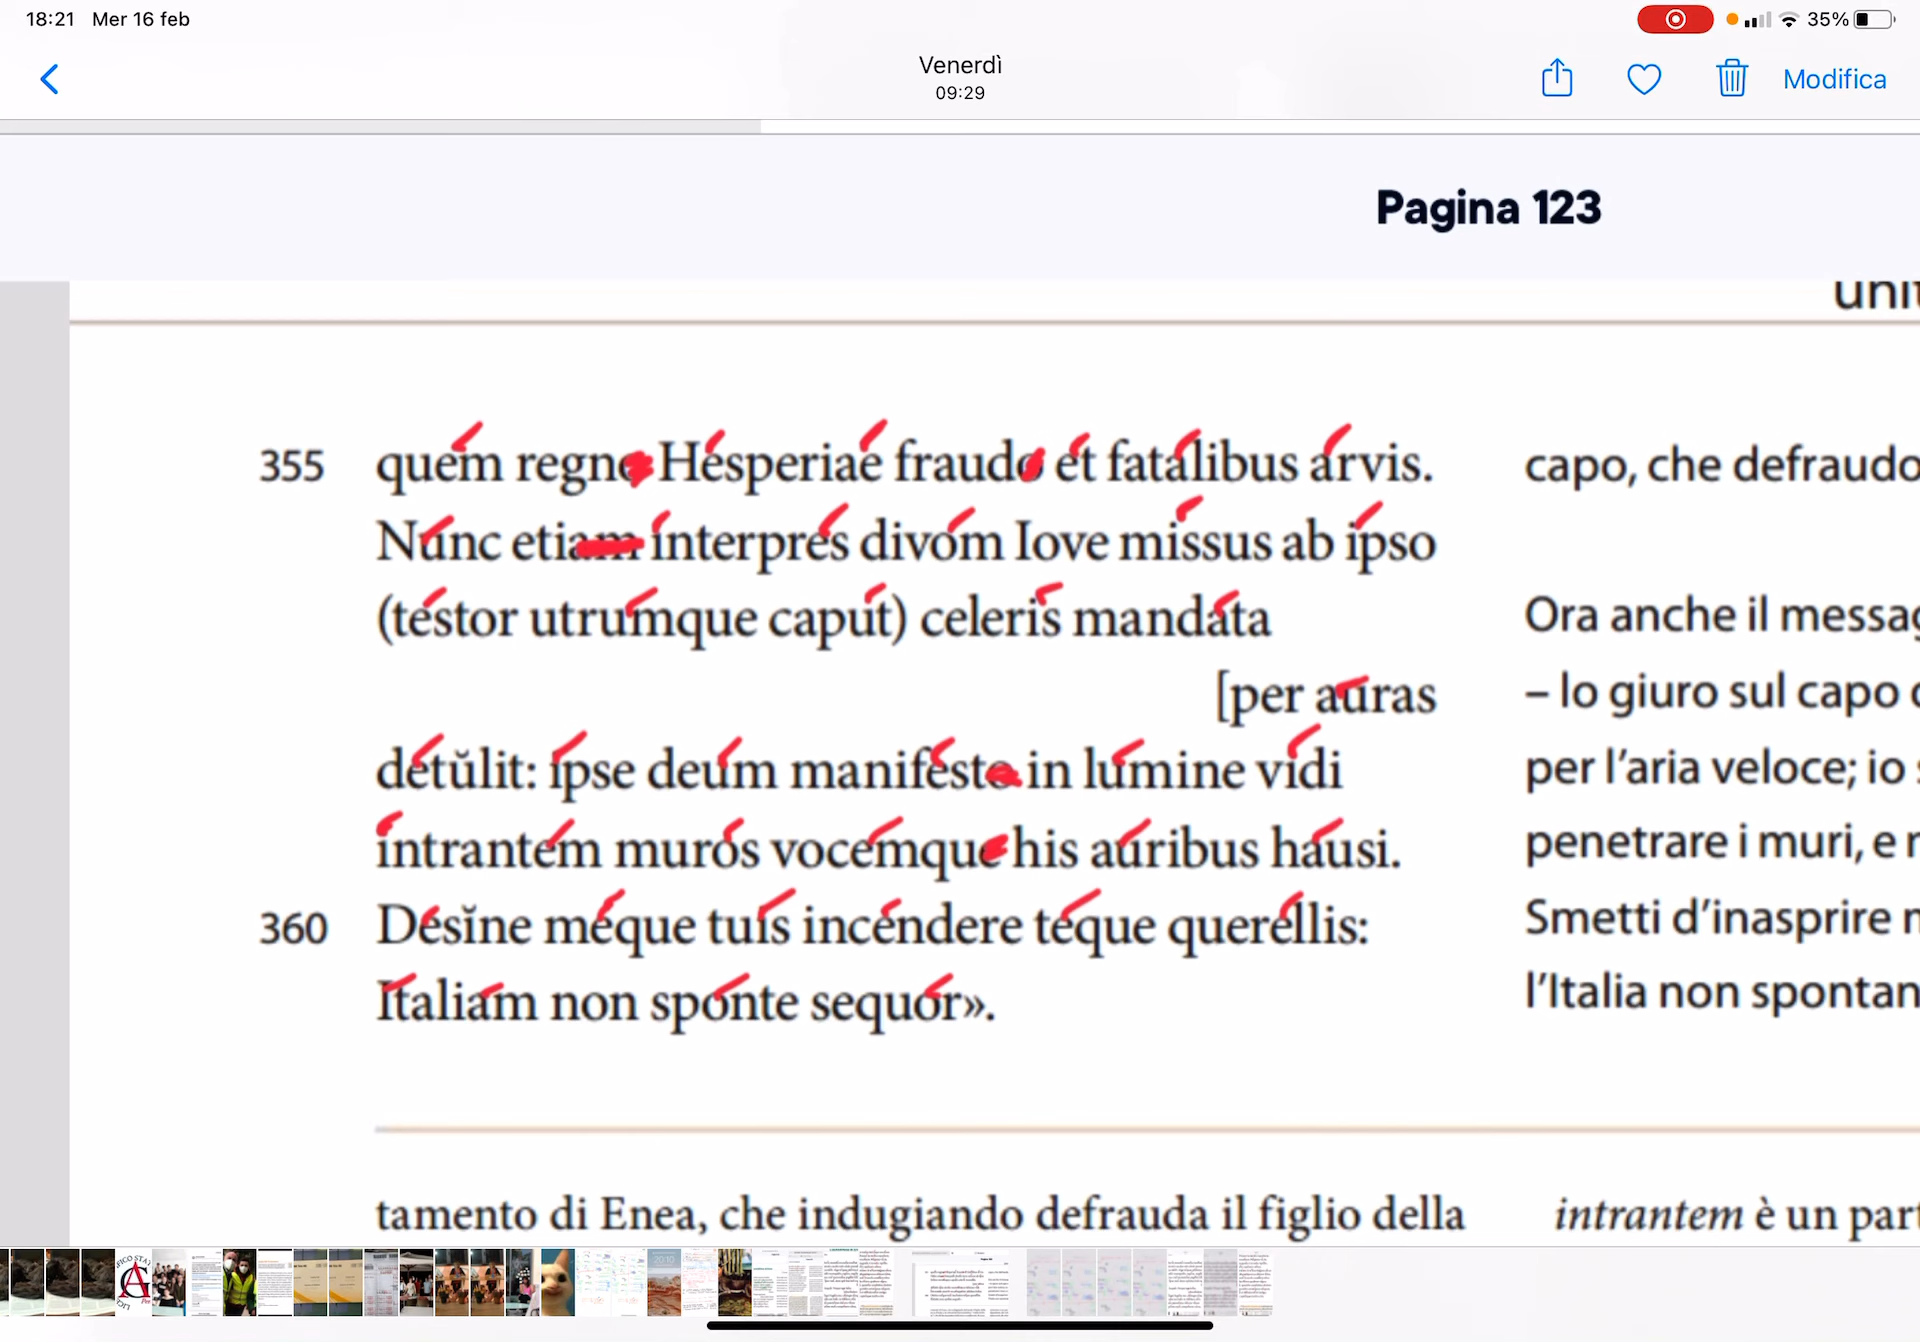 18:21 Mer 16 feb
35%
Venerdì
09:29
Modifica
Pagina 123
355 quem regno Hesperiae fraudo et fatalibus arvis.
Nunc etiam interpres divom Iove missus ab ipso
(testor utrumque caput) celeris mandata
[per auras
detŭlit: ipse deum manifesto in lumine vidi
intrantem muros vocemque his auribus hausi.
360 Desĭne meque tuis incendere teque querellis:
Italiam non sponte sequor».
capo, che defraudo
Ora anche il messag
– lo giuro sul capo
per l'aria veloce; io
penetrare i muri, e
Smetti d'inasprire
l'Italia non spontan
tamento di Enea, che indugiando defrauda il figlio della
intrantem è un part